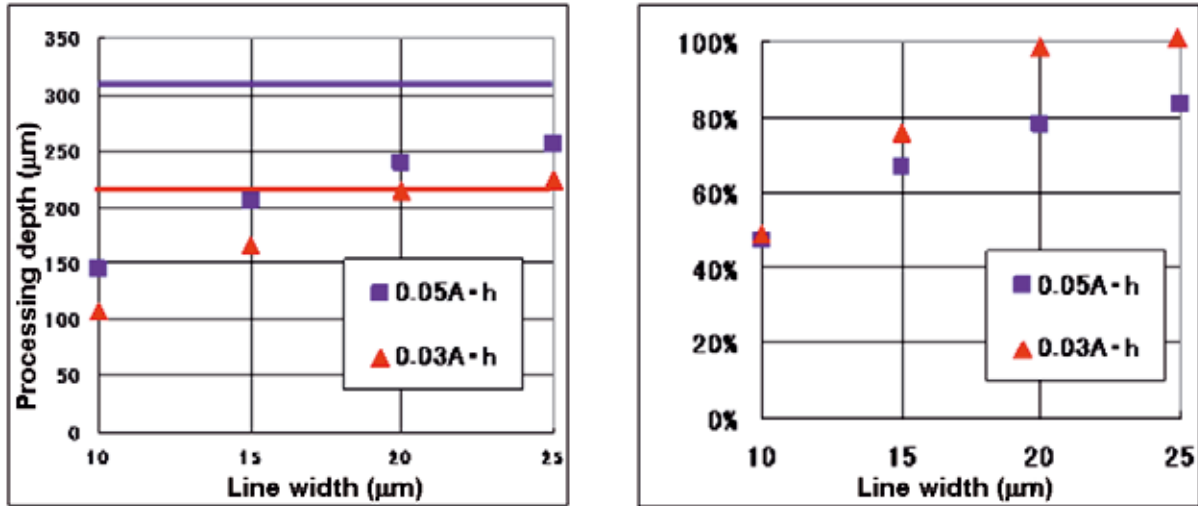 Processing depth (μm)
350
300
250
200
150
100
50
0
0.05A・h
0.03A・h
10 15 20 25
Line width (μm)
100%
80%
60%
40%
20%
0%
0.05A・h
0.03A・h
10 15 20 25
Line width (μm)